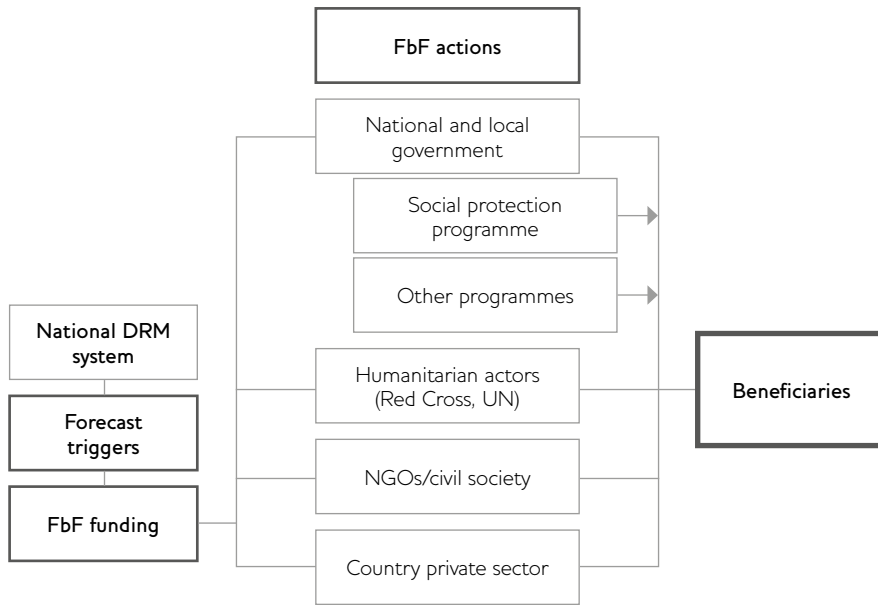 FbF actions
National and local
government
Social protection
programme
Other programmes
National DRM
system
Forecast
triggers
FbF funding
Humanitarian actors
(Red Cross, UN)
NGOs/civil society
Country private sector
Beneficiaries